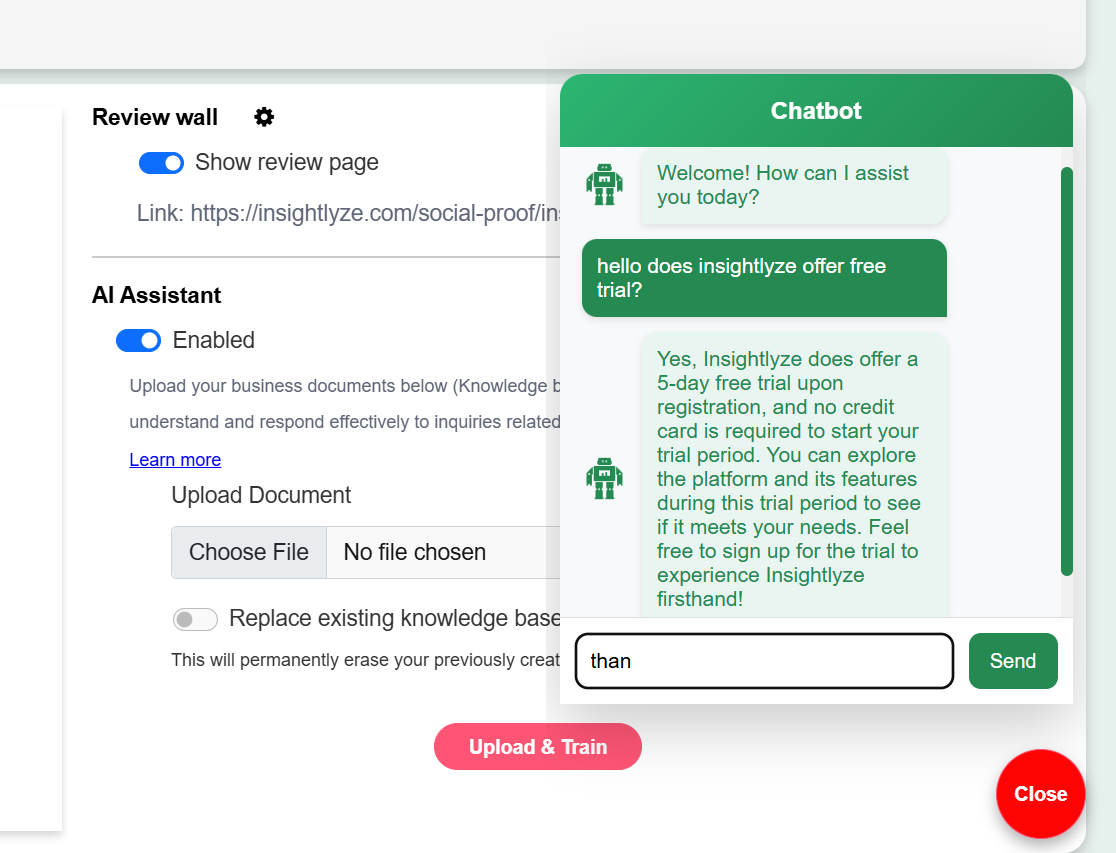 Review wall
Show review page
Link: https://insightlyze.com/social-proof/in
AI Assistant
Enabled
Upload your business documents below (Knowledge
understand and respond effectively to inquiries related
Learn more
Upload Document
Choose File No file chosen
Replace existing knowledge base
This will permanently erase your previously
Upload & Train
Chatbot
Welcome! How can I assist
you today?
hello does insightlyze offer free
trial?
Yes, Insightlyze does offer a
5-day free trial upon
registration, and no credit
card is required to start your
trial period. You can explore
the platform and its features
during this trial period to see
if it meets your needs. Feel
free to sign up for the trial to
experience Insightlyze
firsthand!
than
Send
Close